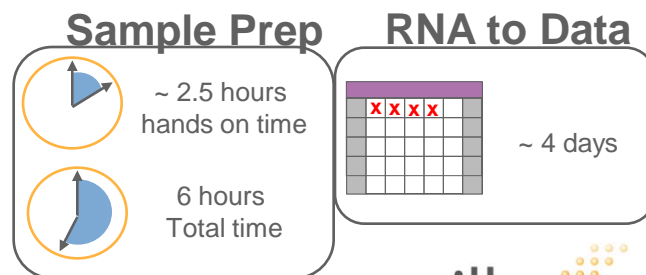 Sample Prep
RNA to Data
~ 2.5 hours
hands on time
6 hours
Total time
x x x x
~ 4 days